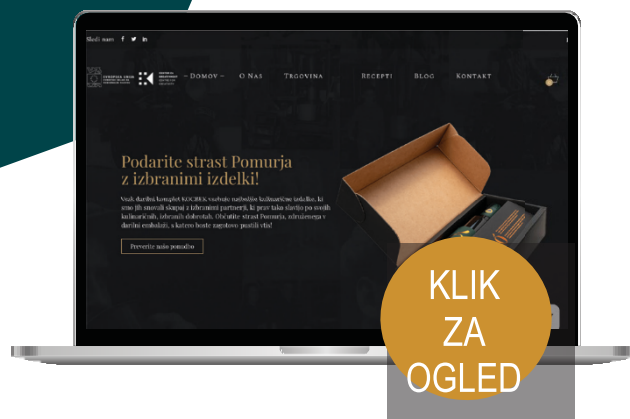 Sledi nam
– Domov –
O Nas
Trgovina
Recepti
Blog
Kontakt
Podarite strast Pomurja
z izbranimi izdelki!
Vsak darilni komplet KOCBEK vsebuje najboljše kulinarične izdelke, ki
smo jih snovali skupaj z izbranimi partnerji, ki prav tako slavijo po svojih
kulinaričnih, izbranih dobrotah. Občutite strast Pomurja, združenega v
darilni embalaži, s katero boste zagotovo pustili vtis!
Preverite našo ponudbo
KLIK
ZA
OGLED